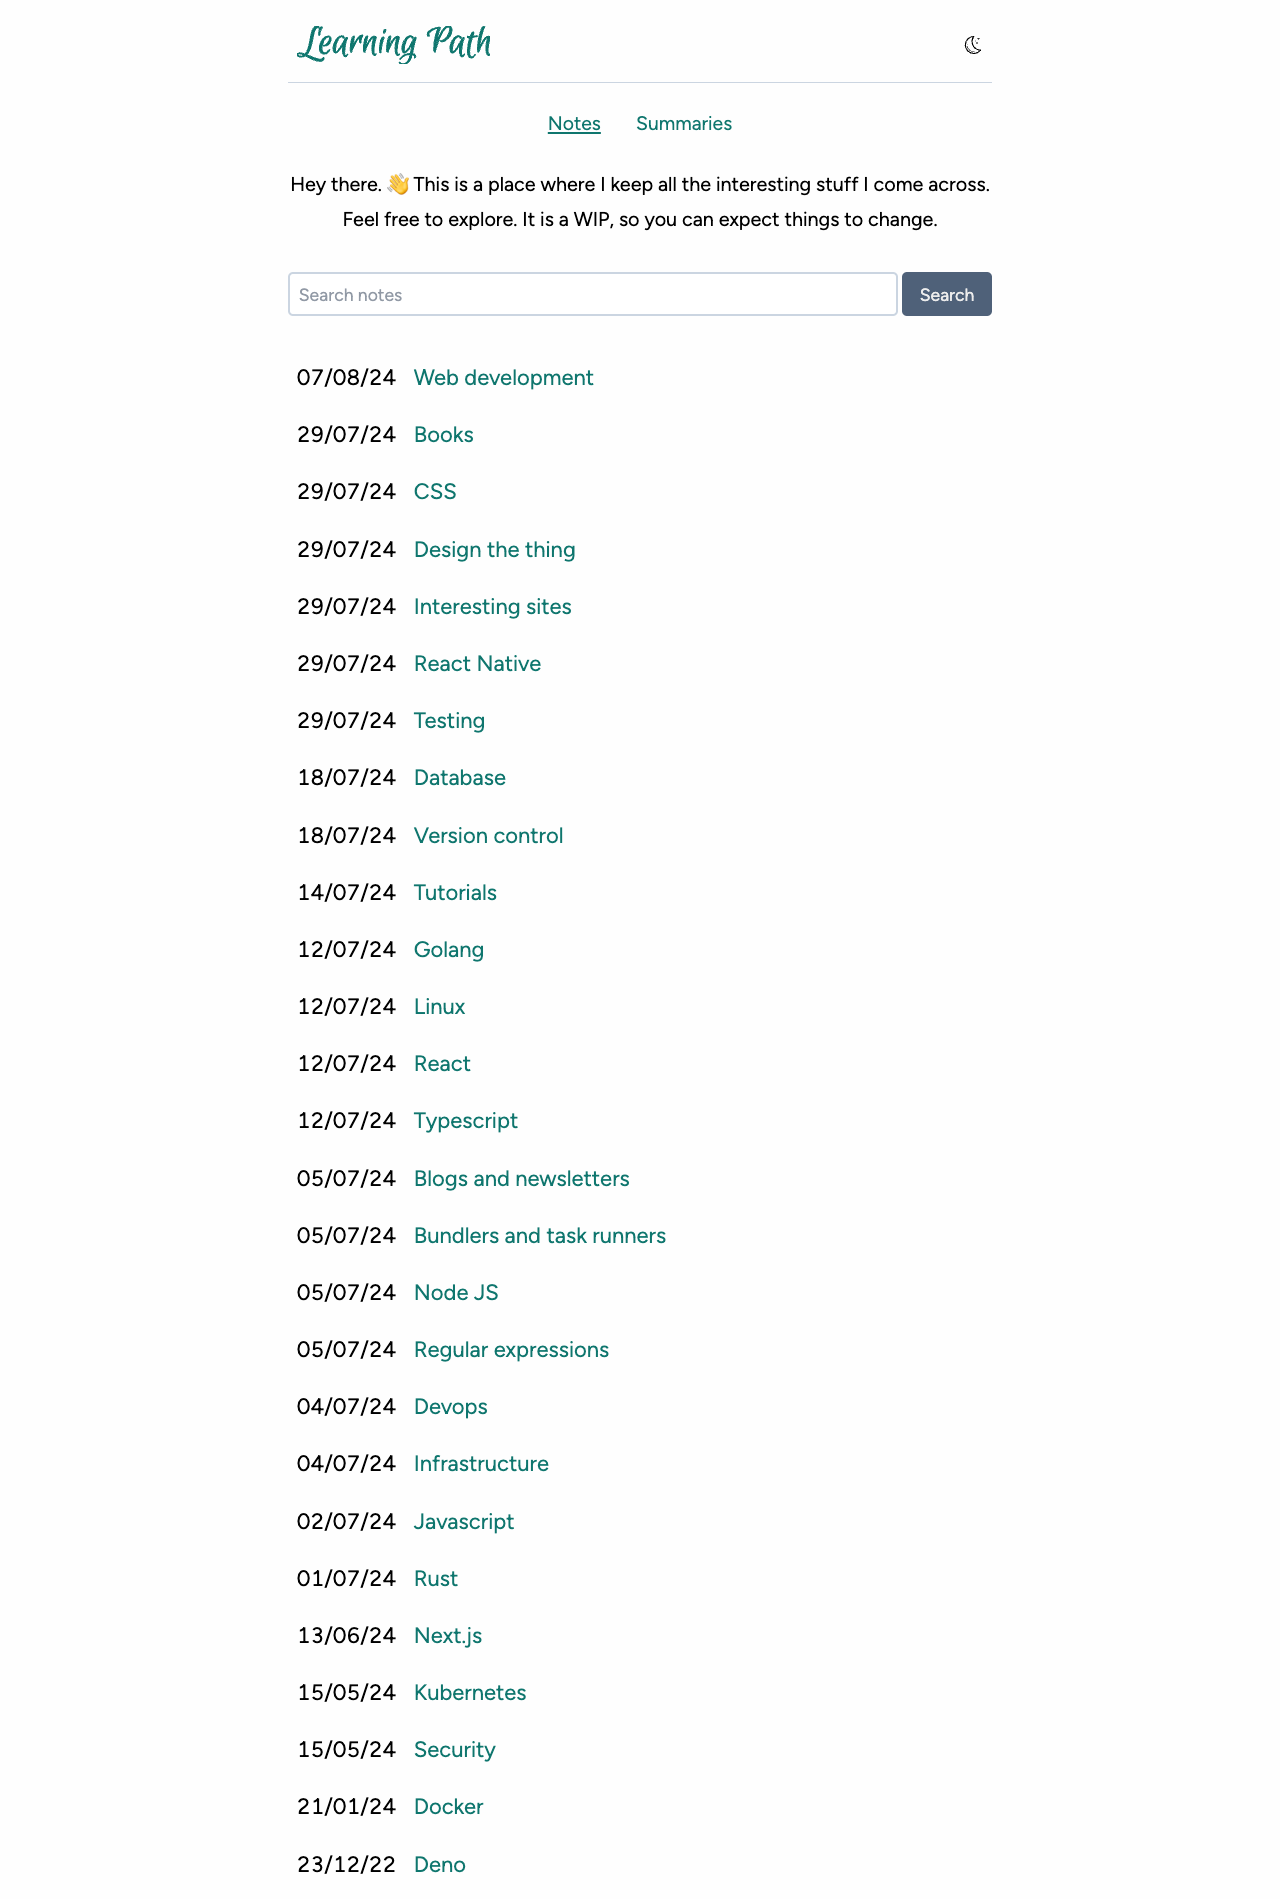 Learning Path
Notes Summaries
Hey there. 👋 This is a place where I keep all the interesting stuff I come across.
Feel free to explore. It is a WIP, so you can expect things to change.
Search notes Search
07/08/24 Web development
29/07/24 Books
29/07/24 CSS
29/07/24 Design the thing
29/07/24 Interesting sites
29/07/24 React Native
29/07/24 Testing
18/07/24 Database
18/07/24 Version control
14/07/24 Tutorials
12/07/24 Golang
12/07/24 Linux
12/07/24 React
12/07/24 Typescript
05/07/24 Blogs and newsletters
05/07/24 Bundlers and task runners
05/07/24 Node JS
05/07/24 Regular expressions
04/07/24 Devops
04/07/24 Infrastructure
02/07/24 Javascript
01/07/24 Rust
13/06/24 Next.js
15/05/24 Kubernetes
15/05/24 Security
21/01/24 Docker
23/12/22 Deno